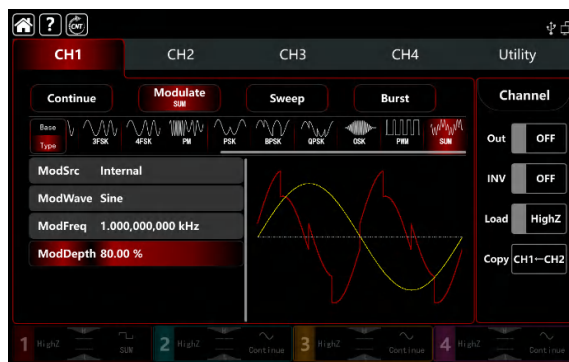 ? CNT
CH1 CH2 CH3 CH4 Utility
Continue Modulate SUM Sweep Burst Channel
Base Type 3FSK 4FSK PM PSK BPSK QPSK OSK PWM SUM
Out OFF
ModSrc Internal
INV OFF
ModWave Sine
ModFreq 1.000,000,000 kHz
Load HighZ
ModDepth 80.00 %
Copy CH1←CH2
1 HighZ SUM 2 HighZ Continue 3 HighZ Continue 4 HighZ Continue